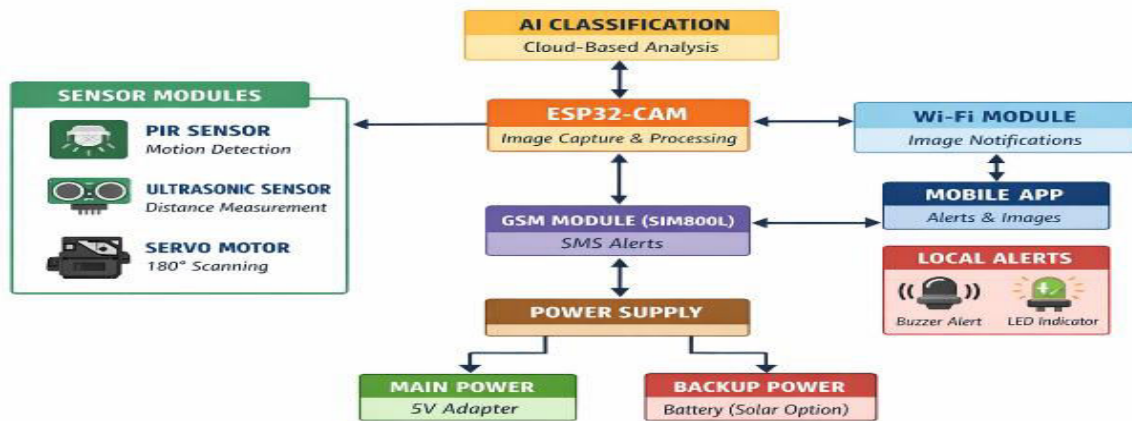 AI CLASSIFICATION
Cloud-Based Analysis
SENSOR MODULES
PIR SENSOR
Motion Detection
ULTRASONIC SENSOR
Distance Measurement
SERVO MOTOR
180° Scanning
ESP32-CAM
Image Capture & Processing
Wi-Fi MODULE
Image Notifications
MOBILE APP
Alerts & Images
GSM MODULE (SIM800L)
SMS Alerts
LOCAL ALERTS
Buzzer Alert
LED Indicator
POWER SUPPLY
MAIN POWER
5V Adapter
BACKUP POWER
Battery (Solar Option)